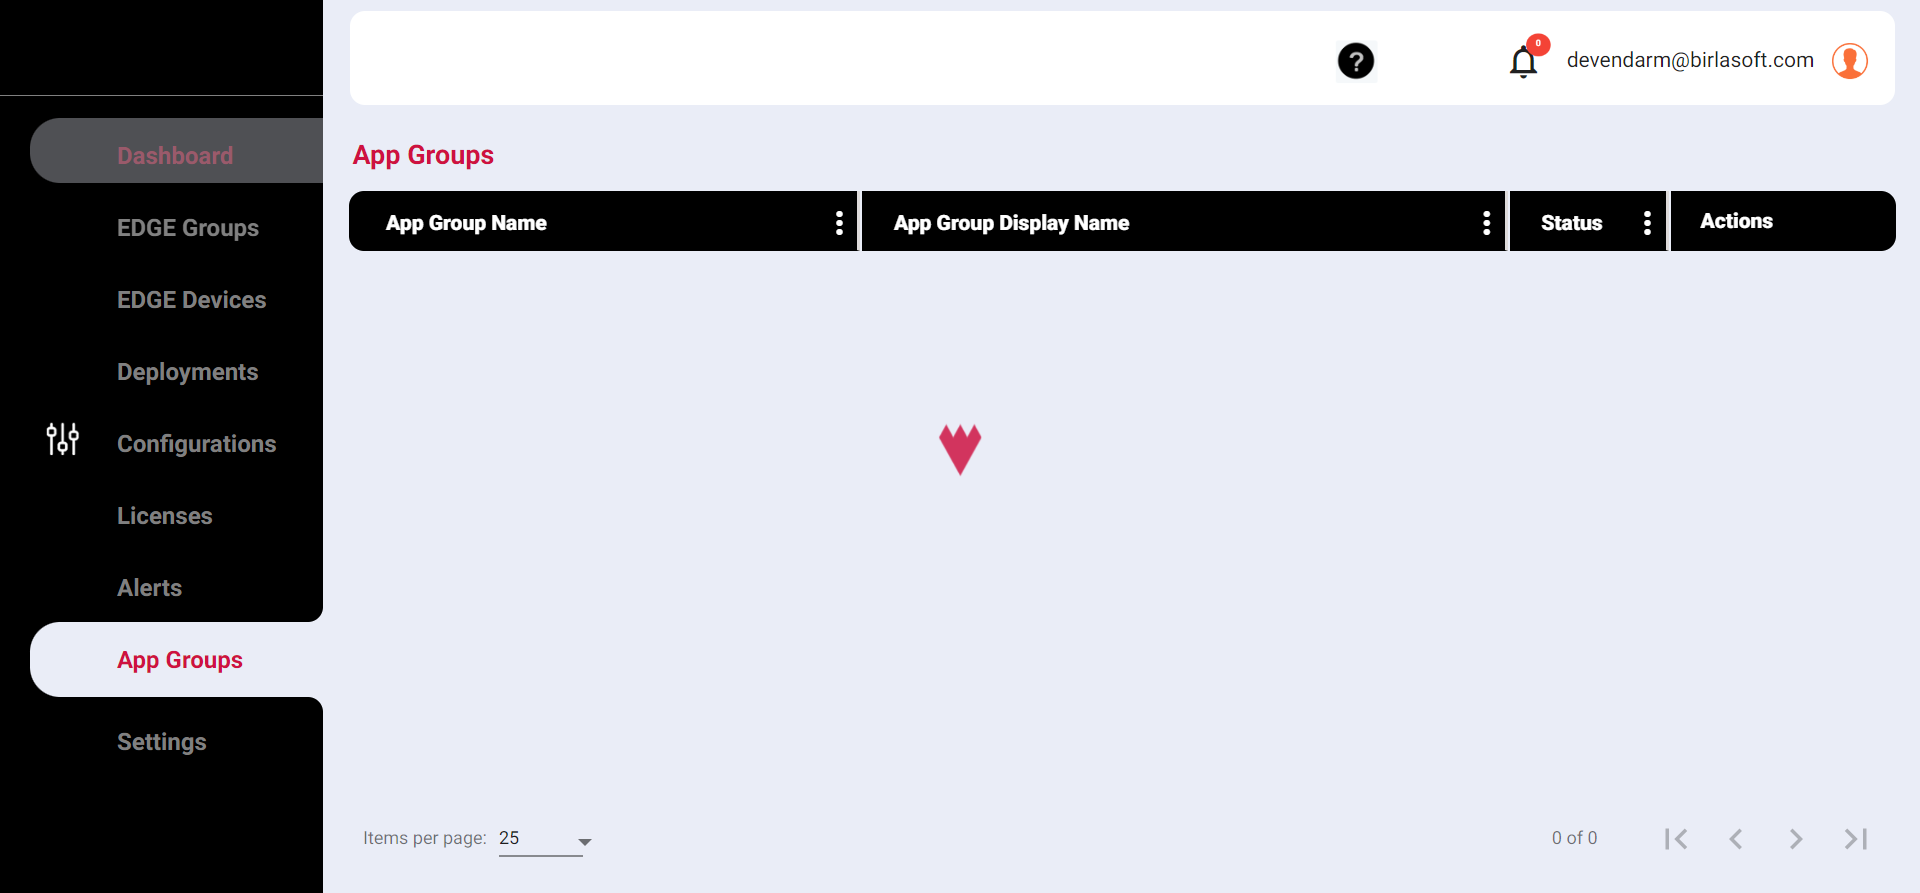 ?
0
devendarm@birlasoft.com
Dashboard
EDGE Groups
EDGE Devices
Deployments
Configurations
Licenses
Alerts
App Groups
Settings
App Groups
App Group Name
App Group Display Name
Status
Actions
Items per page: 25
0 of 0